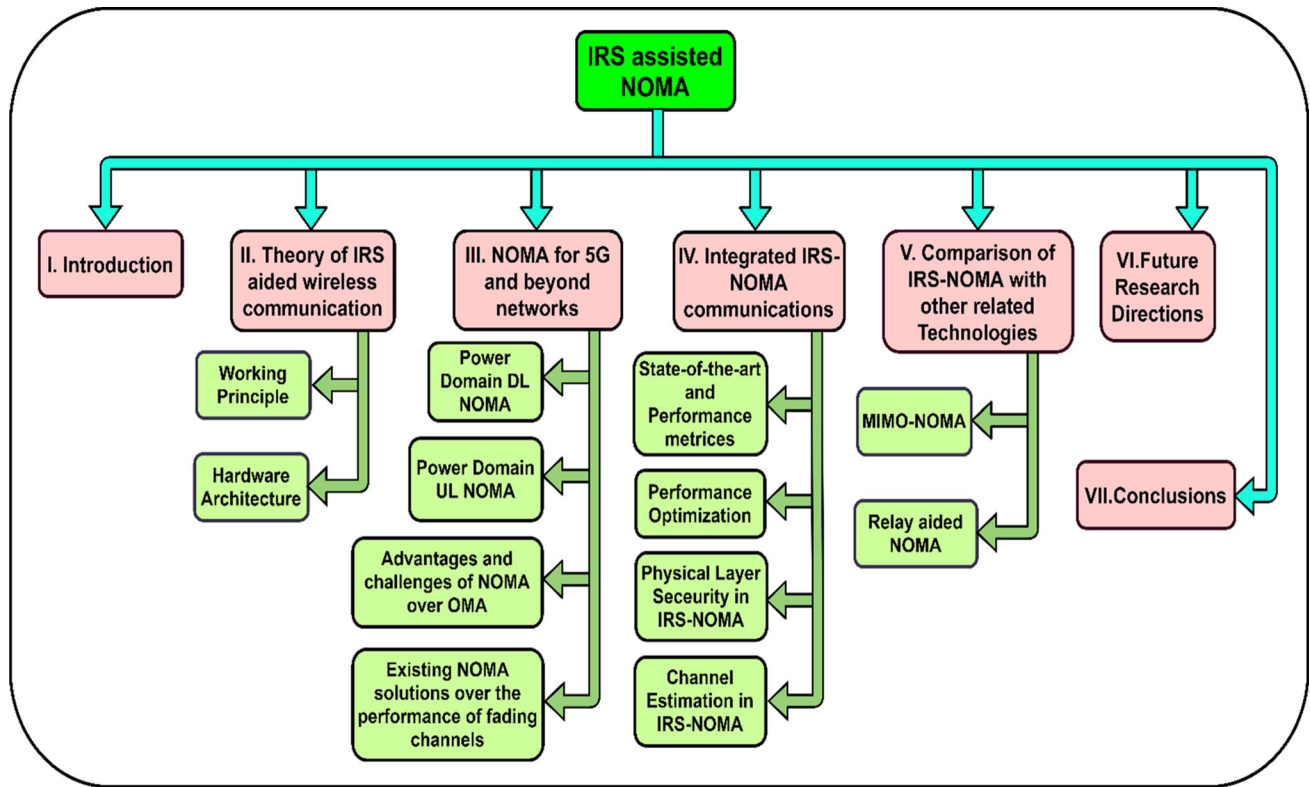 IRS assisted
NOMA
I. Introduction
II. Theory of IRS
aided wireless
communication
Working
Principle
Hardware
Architecture
III. NOMA for 5G
and beyond
networks
Power
Domain DL
NOMA
Power Domain
UL NOMA
Advantages and
challenges of NOMA
over OMA
Existing NOMA
solutions over the
performance of fading
channels
IV. Integrated IRS-
NOMA
communications
State-of-the-art
and
Performance
metrices
Performance
Optimization
Physical Layer
Seceurity in
IRS-NOMA
Channel
Estimation in
IRS-NOMA
V. Comparison of
IRS-NOMA with
other related
Technologies
MIMO-NOMA
Relay aided
NOMA
VI.Future
Research
Directions
VII.Conclusions